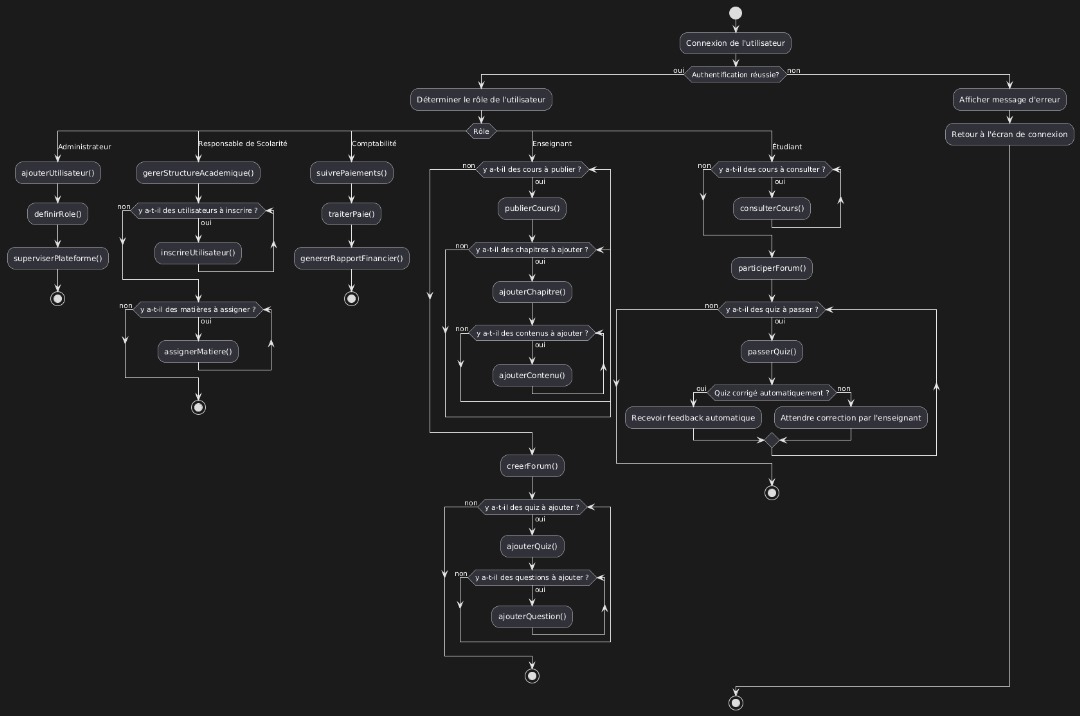 Connexion de l'utilisateur
oui
Authentification réussie?
non
Déterminer le rôle de l'utilisateur
Afficher message d'erreur
Retour à l'écran de connexion
Rôle
Administrateur
ajouterUtilisateur()
definirRole()
superviserPlateforme()
Responsable de Scolarité
gererStructureAcademique()
non
y a-t-il des utilisateurs à inscrire ?
oui
inscrireUtilisateur()
non
y a-t-il des matières à assigner ?
oui
assignerMatiere()
Comptabilité
suivrePaiements()
traiterPaie()
genererRapportFinancier()
Enseignant
non
y a-t-il des cours à publier ?
oui
publierCours()
non
y a-t-il des chapitres à ajouter ?
oui
ajouterChapitre()
non
y a-t-il des contenus à ajouter ?
oui
ajouterContenu()
creerForum()
non
y a-t-il des quiz à ajouter ?
oui
ajouterQuiz()
non
y a-t-il des questions à ajouter ?
oui
ajouterQuestion()
Étudiant
non
y a-t-il des cours à consulter ?
oui
consulterCours()
participerForum()
non
y a-t-il des quiz à passer ?
oui
passerQuiz()
oui
Quiz corrigé automatiquement ?
non
Recevoir feedback automatique
Attendre correction par l'enseignant